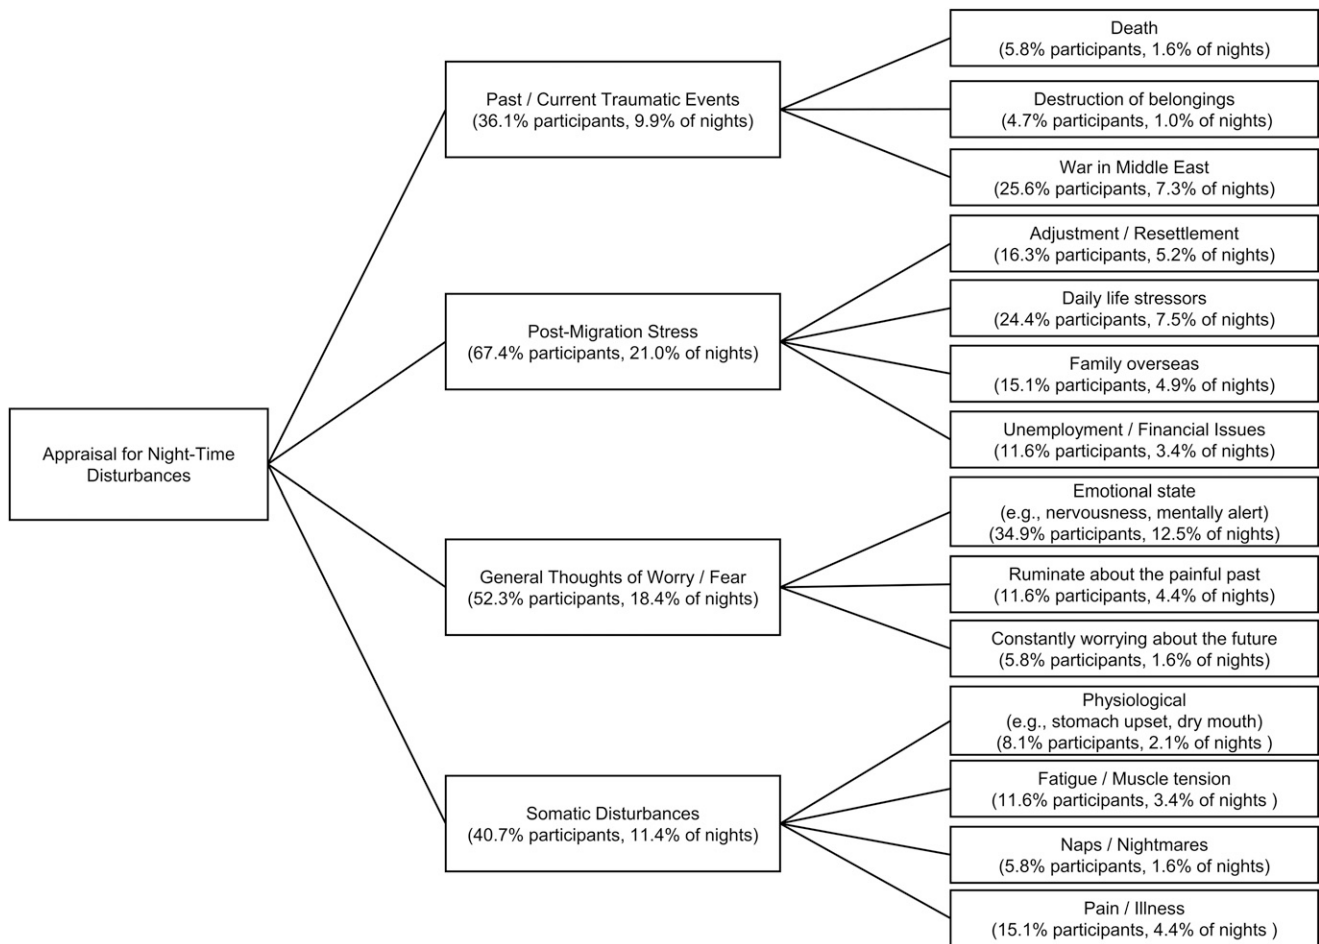 Appraisal for Night-Time
Disturbances
Past / Current Traumatic Events
(36.1% participants, 9.9% of nights)
Death
(5.8% participants, 1.6% of nights)
Destruction of belongings
(4.7% participants, 1.0% of nights)
War in Middle East
(25.6% participants, 7.3% of nights)
Post-Migration Stress
(67.4% participants, 21.0% of nights)
Adjustment / Resettlement
(16.3% participants, 5.2% of nights)
Daily life stressors
(24.4% participants, 7.5% of nights)
Family overseas
(15.1% participants, 4.9% of nights)
Unemployment / Financial Issues
(11.6% participants, 3.4% of nights)
General Thoughts of Worry / Fear
(52.3% participants, 18.4% of nights)
Emotional state
(e.g., nervousness, mentally alert)
(34.9% participants, 12.5% of nights)
Ruminate about the painful past
(11.6% participants, 4.4% of nights)
Constantly worrying about the future
(5.8% participants, 1.6% of nights)
Somatic Disturbances
(40.7% participants, 11.4% of nights)
Physiological
(e.g., stomach upset, dry mouth)
(8.1% participants, 2.1% of nights )
Fatigue / Muscle tension
(11.6% participants, 3.4% of nights )
Naps / Nightmares
(5.8% participants, 1.6% of nights)
Pain / Illness
(15.1% participants, 4.4% of nights )